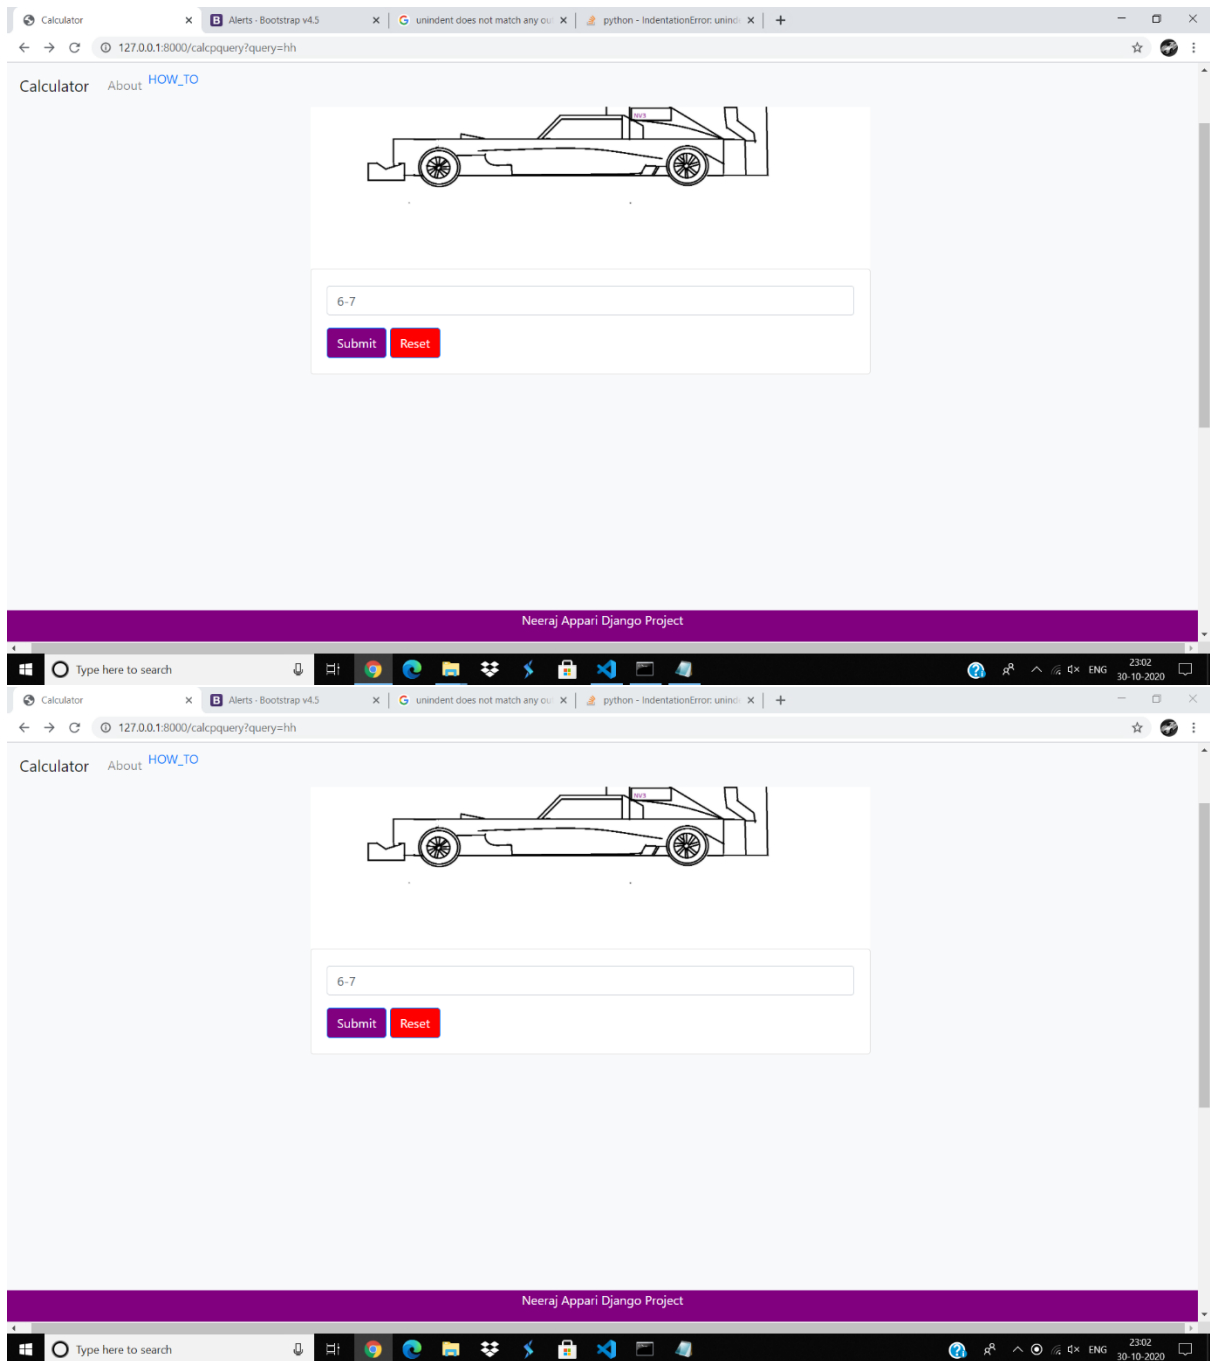 Calculator
Alerts · Bootstrap v4.5
unindent does not match any ou
python - IndentationError: uninde
127.0.0.1:8000/calcpquery?query=hh
Calculator About HOW_TO
NV3
6-7
Submit Reset
Neeraj Appari Django Project
Type here to search
ENG
23:02
30-10-2020
Calculator
Alerts · Bootstrap v4.5
unindent does not match any ou
python - IndentationError: uninde
127.0.0.1:8000/calcpquery?query=hh
Calculator About HOW_TO
NV3
6-7
Submit Reset
Neeraj Appari Django Project
Type here to search
ENG
23:02
30-10-2020